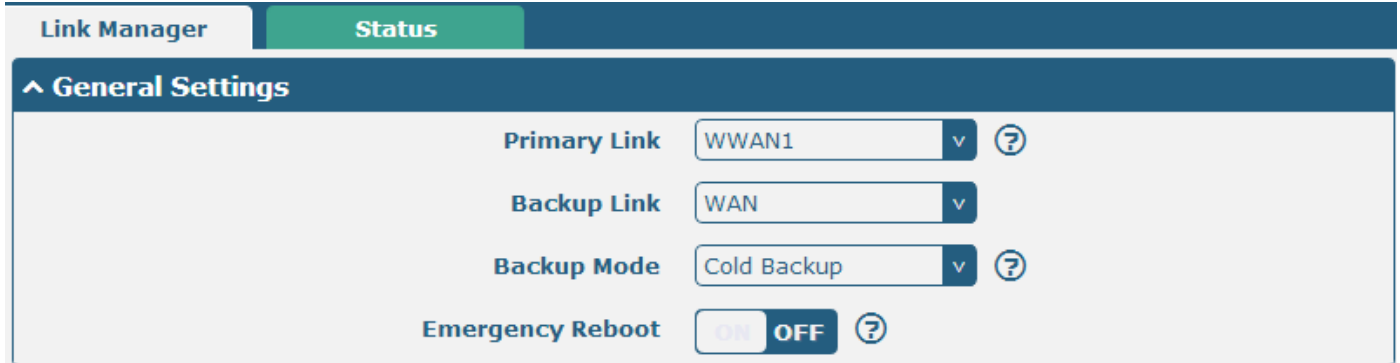 Link Manager Status
General Settings
Primary Link WWAN1 v ?
Backup Link WAN v
Backup Mode Cold Backup v ?
Emergency Reboot ON OFF ?